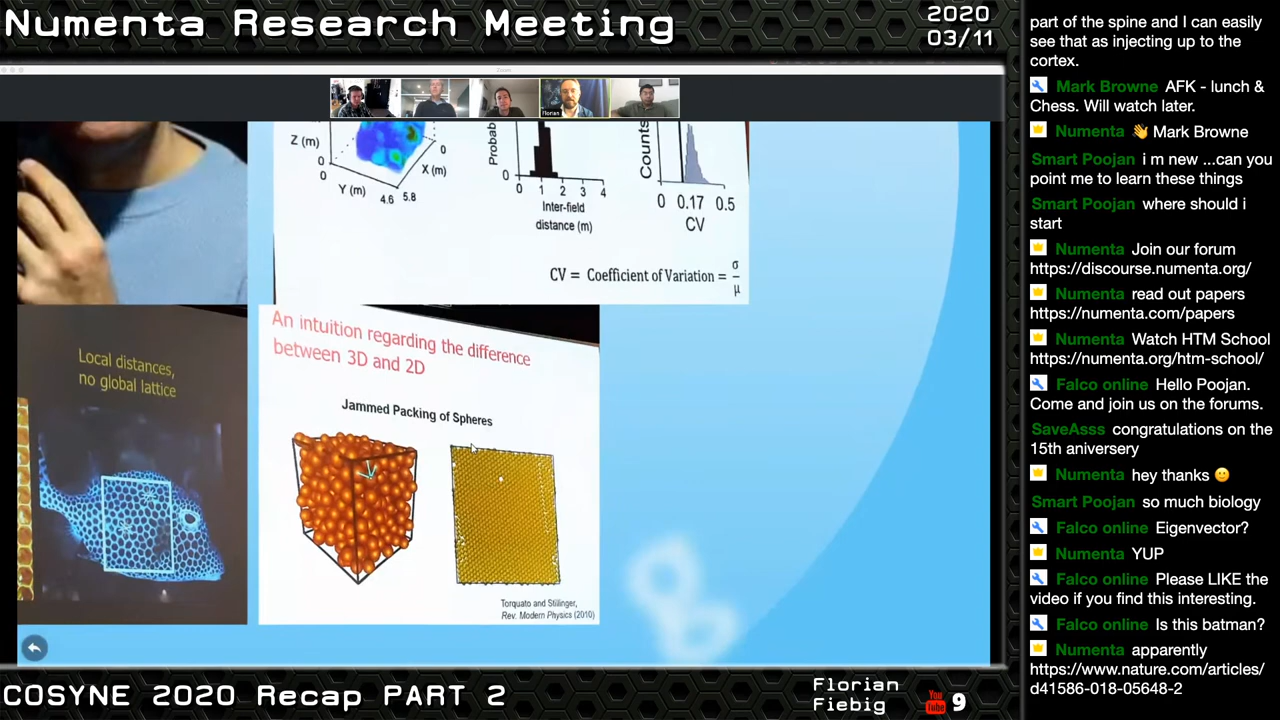 Numenta Research Meeting
2020
03/11
Zoom
Florian
Z (m)
0
0
Y (m)
4.6
5.8
X (m)
0
Probab
0
0 1 2 3 4
Inter-field
distance (m)
Counts
0 0.17 0.5
CV
CV = Coefficient of Variation = σ
μ
Local distances,
no global lattice
An intuition regarding the difference
between 3D and 2D
Jammed Packing of Spheres
Torquato and Stillinger,
Rev. Modern Physics (2010)
COSYNE 2020 Recap PART 2
Florian
Fiebig
You
Tube
9
part of the spine and I can easily
see that as injecting up to the
cortex.
Mark Browne AFK - lunch &
Chess. Will watch later.
Numenta 👋 Mark Browne
Smart Poojan i m new ...can you
point me to learn these things
Smart Poojan where should i
start
Numenta Join our forum
https://discourse.numenta.org/
Numenta read out papers
https://numenta.com/papers
Numenta Watch HTM School
https://numenta.org/htm-school/
Falco online Hello Poojan.
Come and join us on the forums.
SaveAsss congratulations on the
15th aniversery
Numenta hey thanks 🙂
Smart Poojan so much biology
Falco online Eigenvector?
Numenta YUP
Falco online Please LIKE the
video if you find this interesting.
Falco online Is this batman?
Numenta apparently
https://www.nature.com/articles/
d41586-018-05648-2